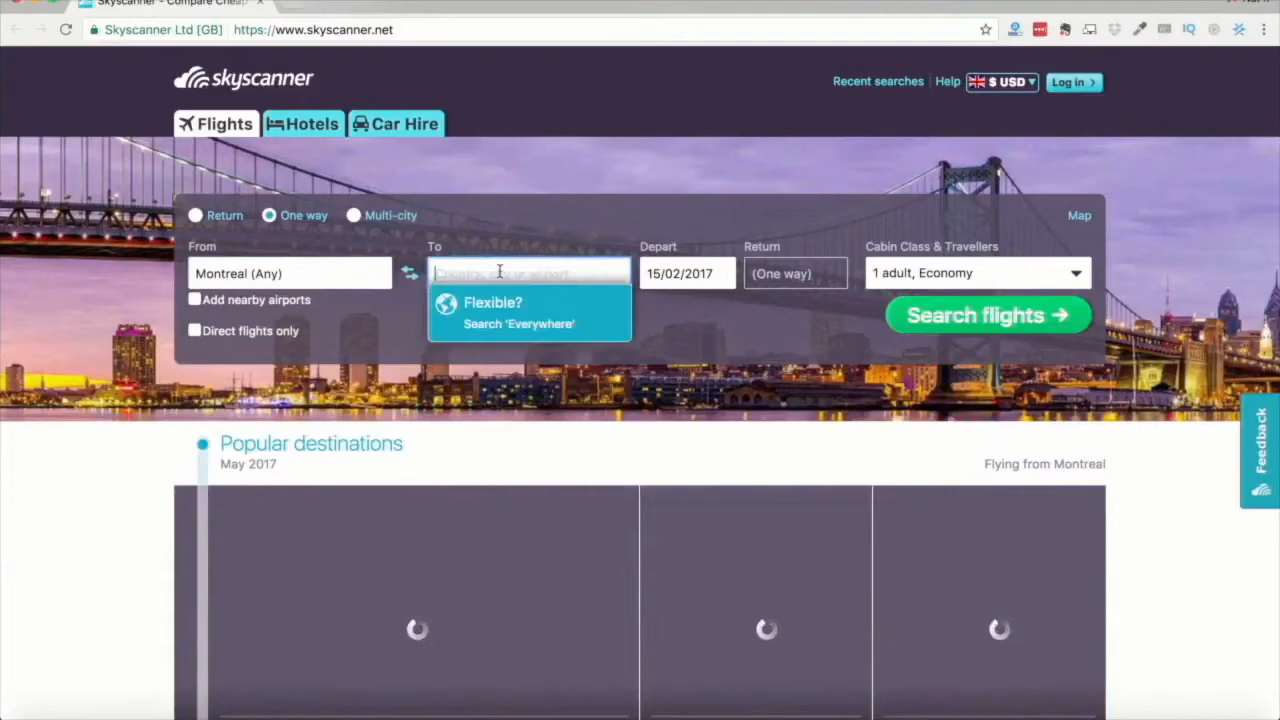 Skyscanner - Compare Cheap
Skyscanner Ltd [GB] https://www.skyscanner.net
skyscanner
Recent searches Help $ USD Log in
Flights Hotels Car Hire
Return One way Multi-city Map
From To Depart Return Cabin Class & Travellers
Montreal (Any) 15/02/2017 (One way) 1 adult, Economy
Add nearby airports
Flexible?
Search 'Everywhere'
Search flights
Direct flights only
Feedback
Popular destinations
May 2017 Flying from Montreal